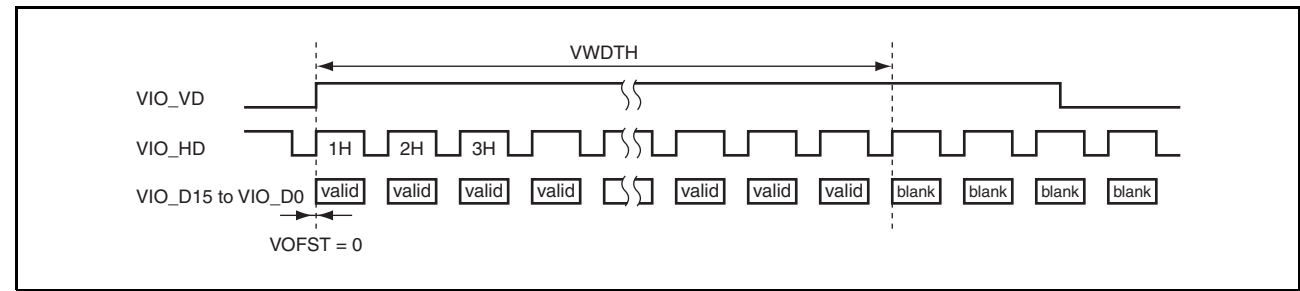 VWDTH
VIO_VD
VIO_HD 1H 2H 3H
VIO_D15 to VIO_D0 valid valid valid valid valid valid valid blank blank blank blank
VOFST = 0